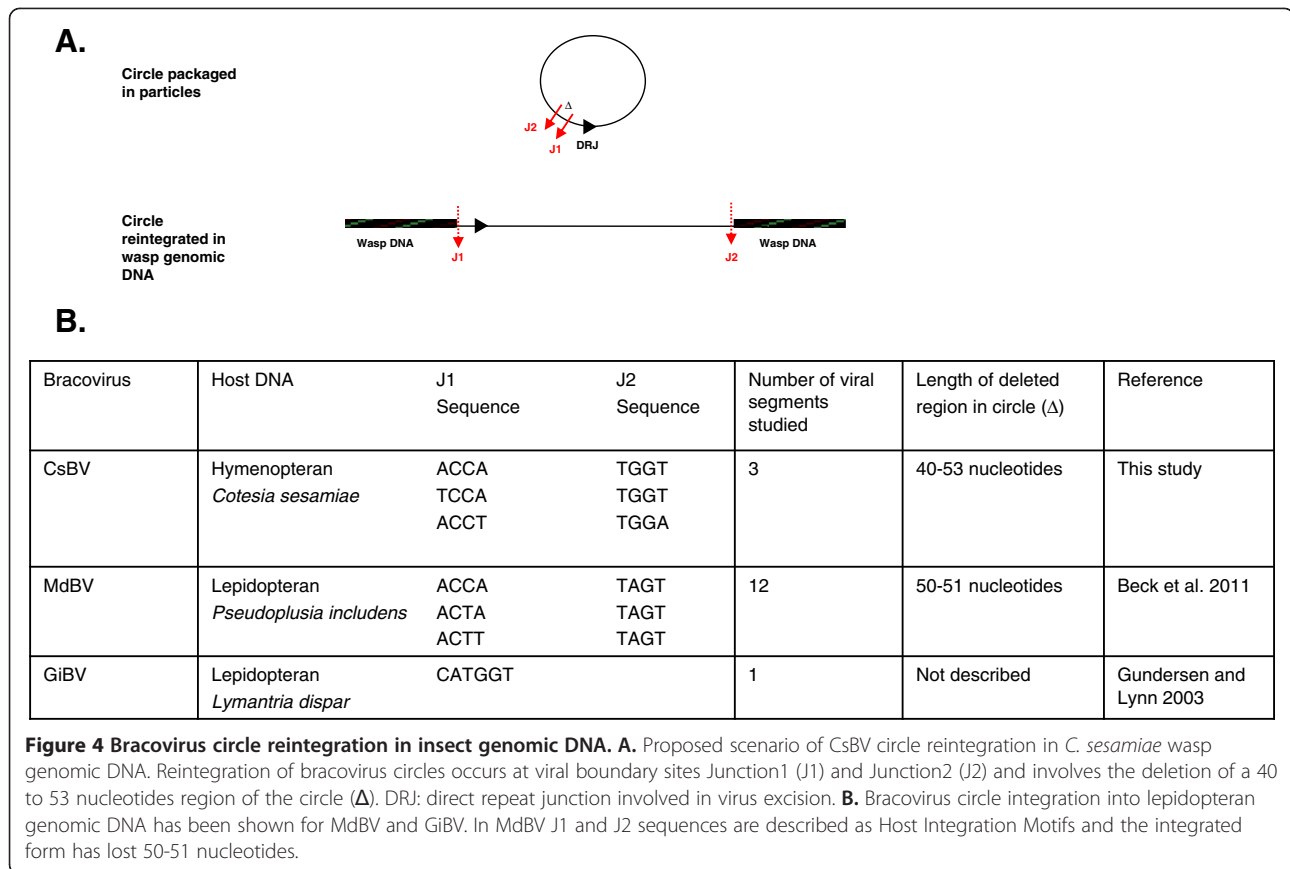 A.
Circle packaged
in particles
Δ
J2
J1
DRJ
Circle
reintegrated in
wasp genomic
DNA
Wasp DNA
J1
J2
Wasp DNA
B.
Bracovirus Host DNA J1 Sequence J2 Sequence Number of viral segments studied Length of deleted region in circle (Δ) Reference
CsBV Hymenopteran ACCA TGGT 3 40-53 nucleotides This study
Cotesia sesamiae TCCA TGGT
ACCT TGGA
MdBV Lepidopteran ACCA TAGT 12 50-51 nucleotides Beck et al. 2011
Pseudoplusia includens ACTA TAGT
ACTT TAGT
GiBV Lepidopteran CATGGT 1 Not described Gundersen and
Lymantria dispar Lynn 2003
Figure 4 Bracovirus circle reintegration in insect genomic DNA. A. Proposed scenario of CsBV circle reintegration in C. sesamiae wasp
genomic DNA. Reintegration of bracovirus circles occurs at viral boundary sites Junction1 (J1) and Junction2 (J2) and involves the deletion of a 40
to 53 nucleotides region of the circle (Δ). DRJ: direct repeat junction involved in virus excision. B. Bracovirus circle integration into lepidopteran
genomic DNA has been shown for MdBV and GiBV. In MdBV J1 and J2 sequences are described as Host Integration Motifs and the integrated
form has lost 50-51 nucleotides.